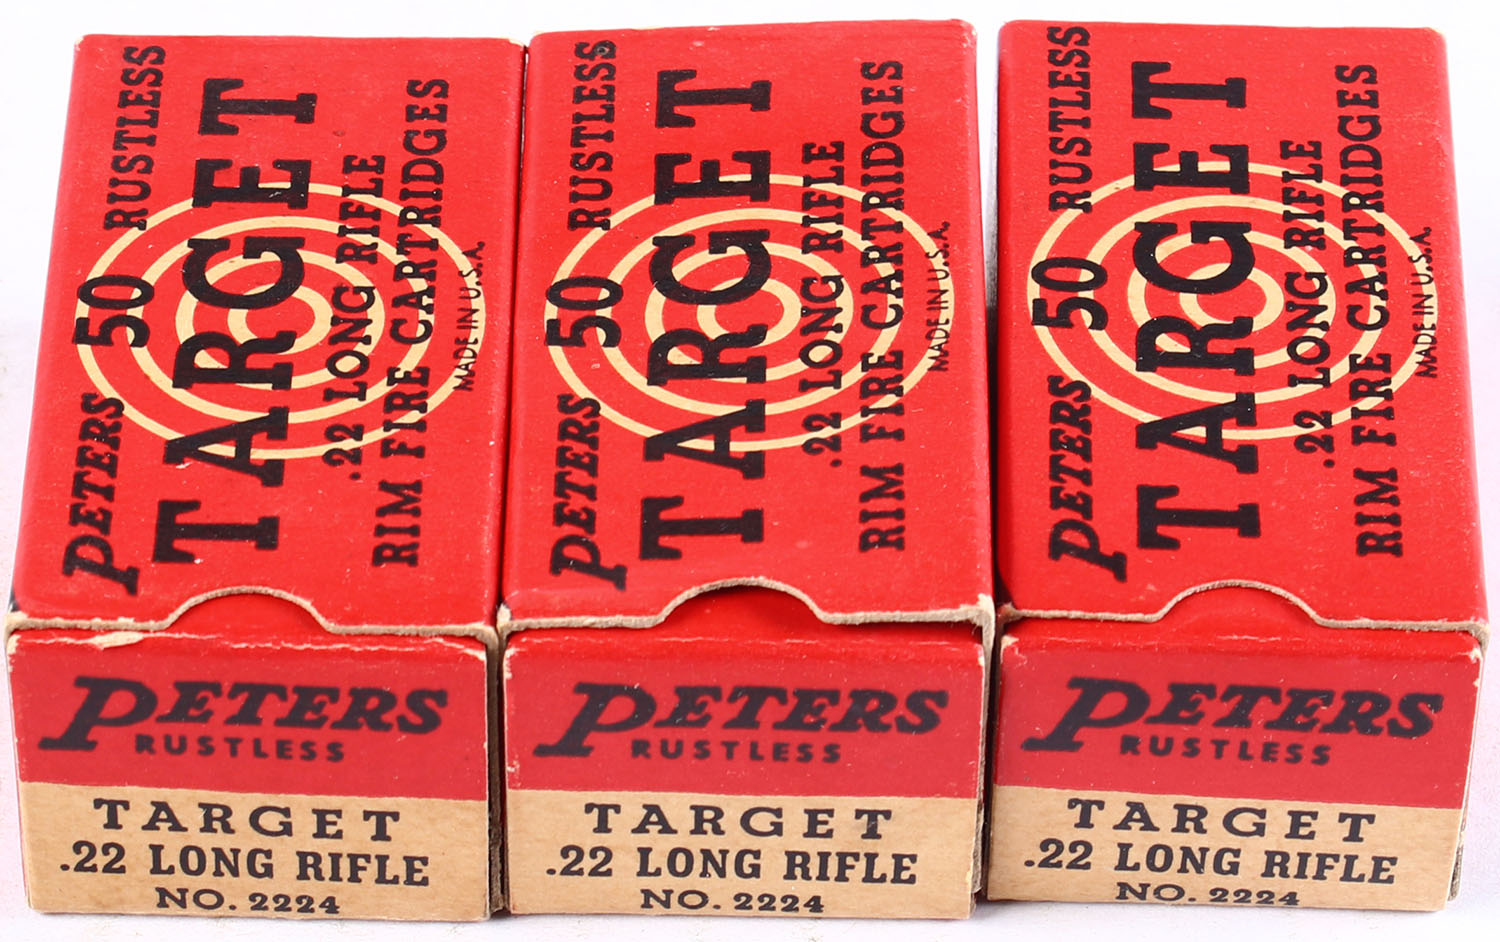 PETERS 50 RUSTLESS
TARGET
.22 LONG RIFLE
RIM FIRE CARTRIDGES
MADE IN U.S.A.
PETERS
RUSTLESS
TARGET
.22 LONG RIFLE
NO. 2224
PETERS 50 RUSTLESS
TARGET
.22 LONG RIFLE
RIM FIRE CARTRIDGES
MADE IN U.S.A.
PETERS
RUSTLESS
TARGET
.22 LONG RIFLE
NO. 2224
PETERS 50 RUSTLESS
TARGET
.22 LONG RIFLE
RIM FIRE CARTRIDGES
MADE IN U.S.A.
PETERS
RUSTLESS
TARGET
.22 LONG RIFLE
NO. 2224